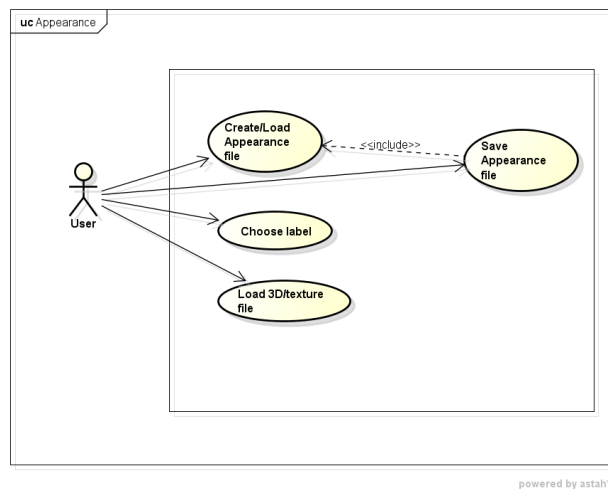 uc Appearance
Create/Load
Appearance
file
<<include>>
Save
Appearance
file
User
Choose label
Load 3D/texture
file
powered by astah